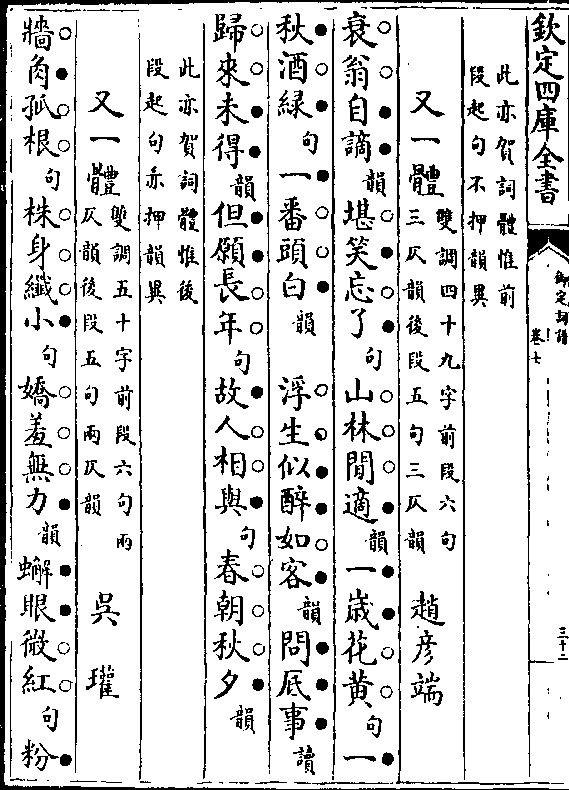 欽定四庫全書
御定詞譜
卷七
三十二
此亦賀詞體惟前
段起句不押韻異
又一體
雙調四十九字前段六句
三仄韻後段五句三仄韻
趙彦端
衰翁自謫韻堪笑忘了句山林閒適韻一歲花黃句一
秋酒緑句一番頭白韻 浮生似醉如客韻問厎事讀
歸來未得韻但願長年句故人相與句春朝秋夕韻
此亦賀詞體惟後
段起句亦押韻異
又一體
雙調五十字前段六句兩
仄韻後段五句兩仄韻
吳瓘
牆角孤根句株身纖小句嬌羞無力韻蠏眼微紅句粉